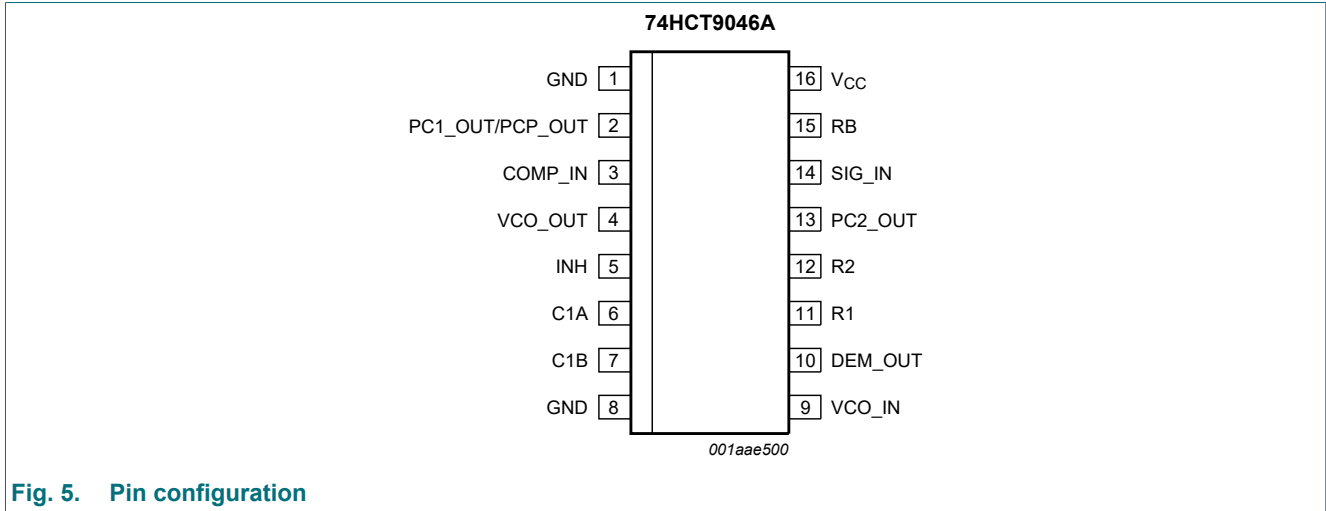 74HCT9046A
GND 1 16 VCC
PC1_OUT/PCP_OUT 2 15 RB
COMP_IN 3 14 SIG_IN
VCO_OUT 4 13 PC2_OUT
INH 5 12 R2
C1A 6 11 R1
C1B 7 10 DEM_OUT
GND 8 9 VCO_IN
001aae500
Fig. 5. Pin configuration